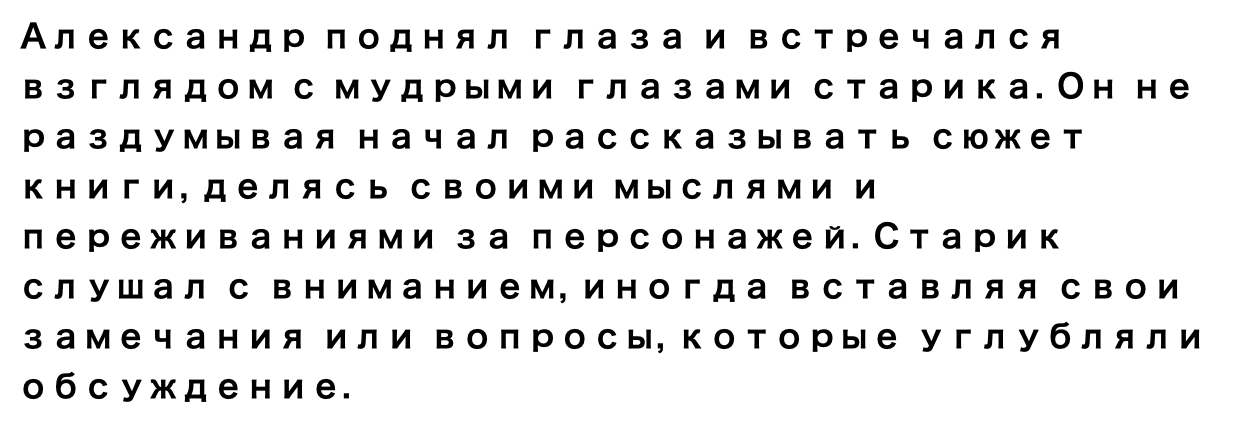 Александр поднял глаза и встречался
взглядом с мудрыми глазами старика. Он не
раздумывая начал рассказывать сюжет
книги, делясь своими мыслями и
переживаниями за персонажей. Старик
слушал с вниманием, иногда вставляя свои
замечания или вопросы, которые углубляли
обсуждение.